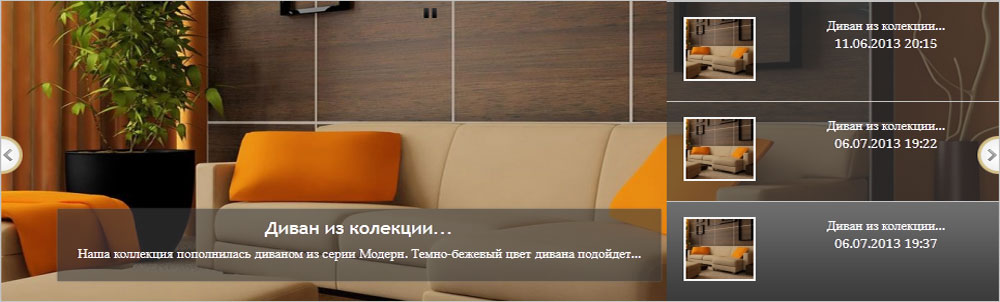 Диван из колекции...
Наша коллекция пополнилась диваном из серии Модерн. Темно-бежевый цвет дивана подойдет...
Диван из колекции...
11.06.2013 20:15
Диван из колекции...
06.07.2013 19:22
Диван из колекции...
06.07.2013 19:37